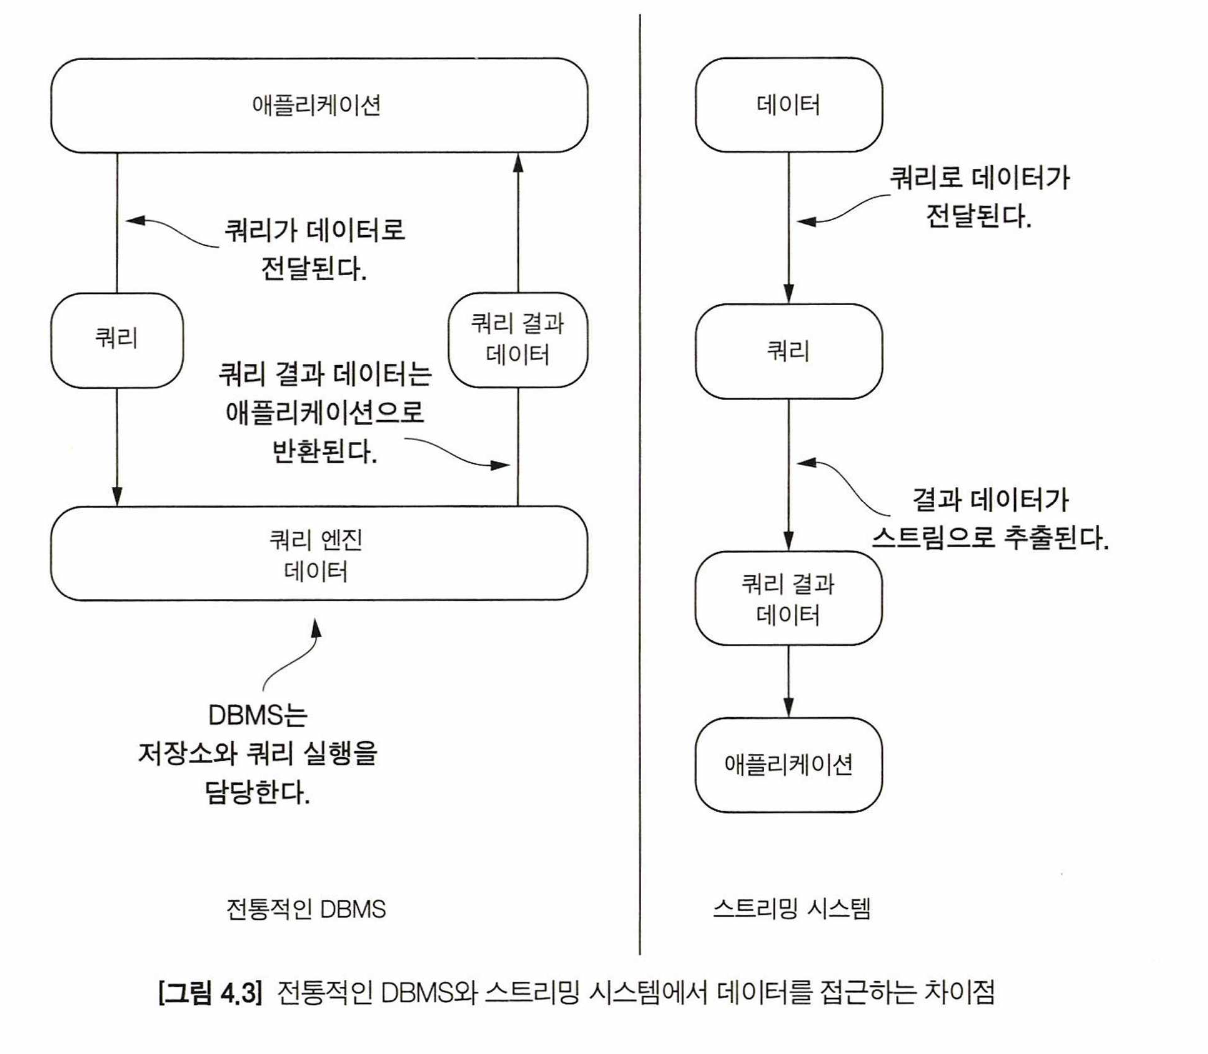 애플리케이션
쿼리가 데이터로
전달된다.
쿼리
쿼리 결과
데이터
쿼리 결과 데이터는
애플리케이션으로
반환된다.
쿼리 엔진
데이터
DBMS는
저장소와 쿼리 실행을
담당한다.
전통적인 DBMS
데이터
쿼리로 데이터가
전달된다.
쿼리
결과 데이터가
스트림으로 추출된다.
쿼리 결과
데이터
애플리케이션
스트리밍 시스템
[그림 4.3] 전통적인 DBMS와 스트리밍 시스템에서 데이터를 접근하는 차이점